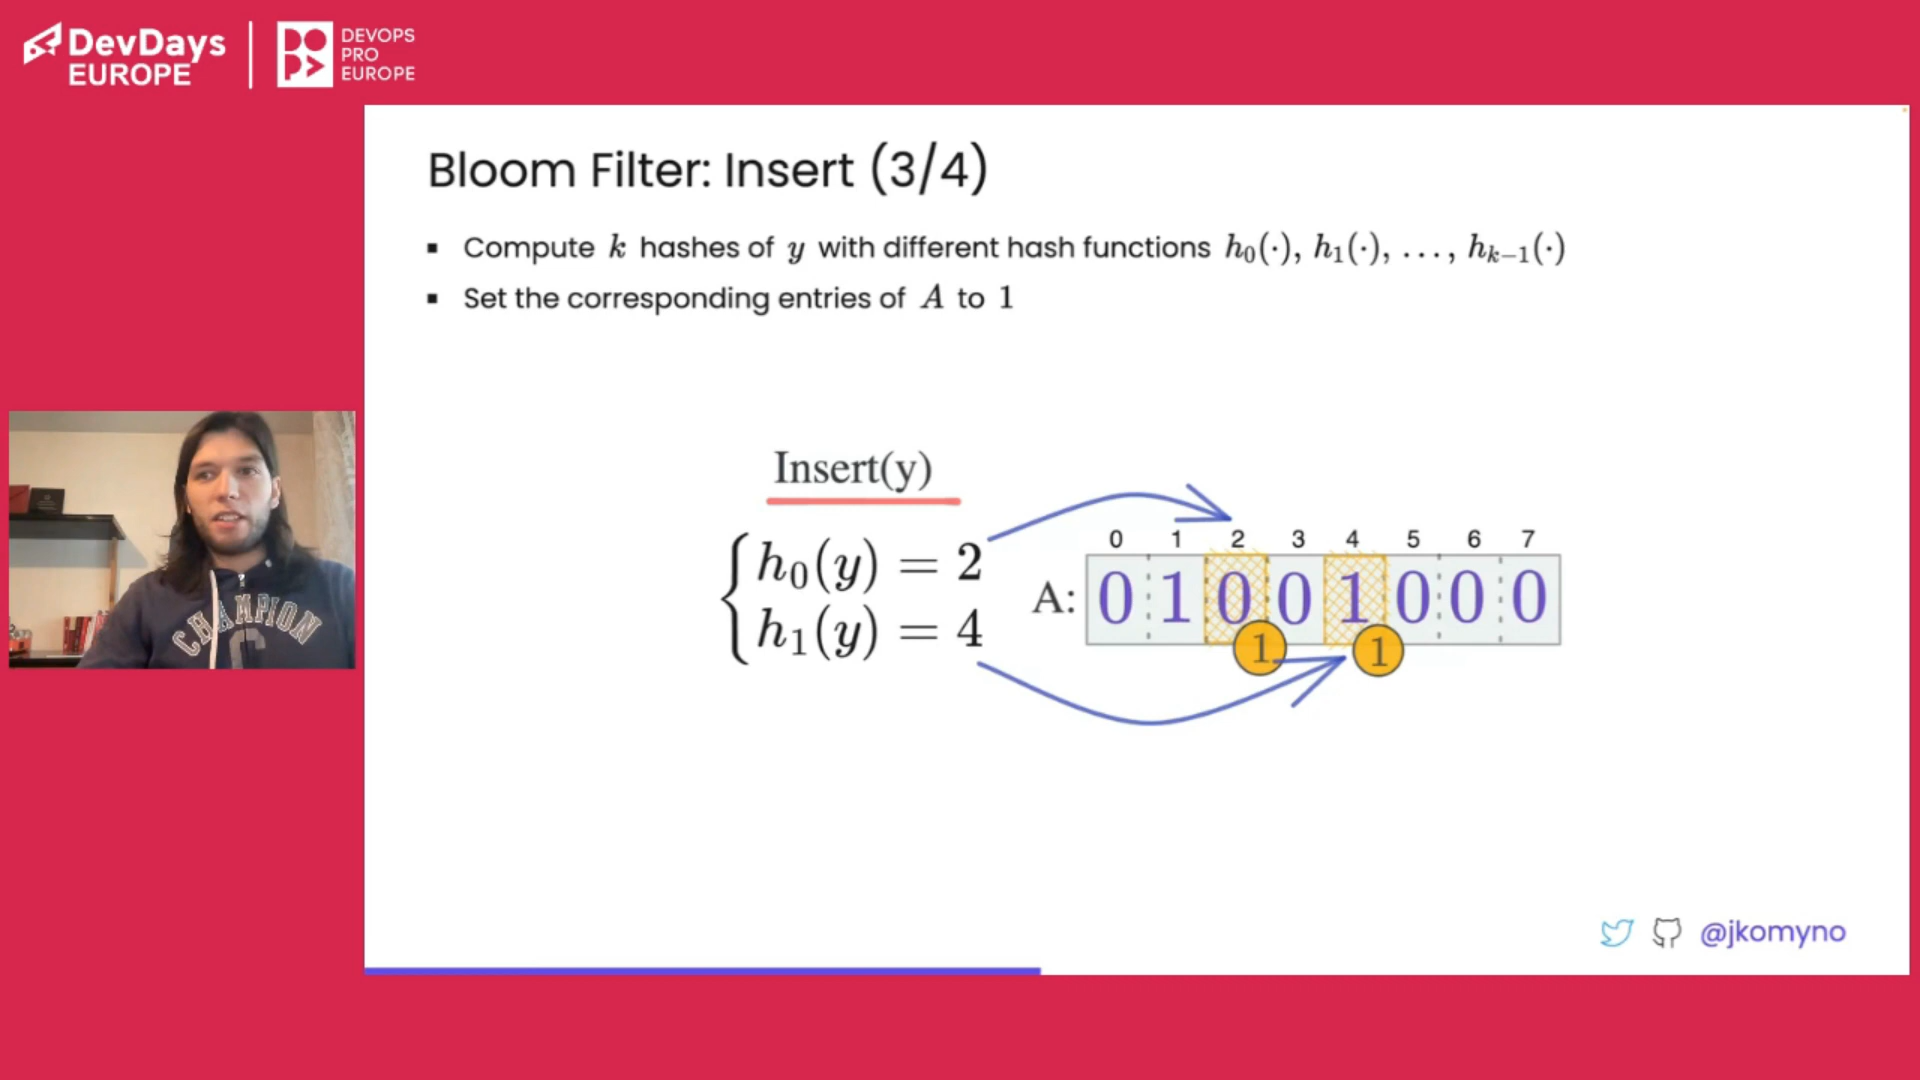 DevDays
EUROPE
DEVOPS
PRO
EUROPE
Bloom Filter: Insert (3/4)
▪ Compute k hashes of y with different hash functions h₀(·), h₁(·), …, hₖ₋₁(·)
▪ Set the corresponding entries of A to 1
Insert(y)
h₀(y) = 2
h₁(y) = 4
0 1 2 3 4 5 6 7
A: 0 1 0 0 1 0 0 0
1 1
CHAMPION
C
@jkomyno